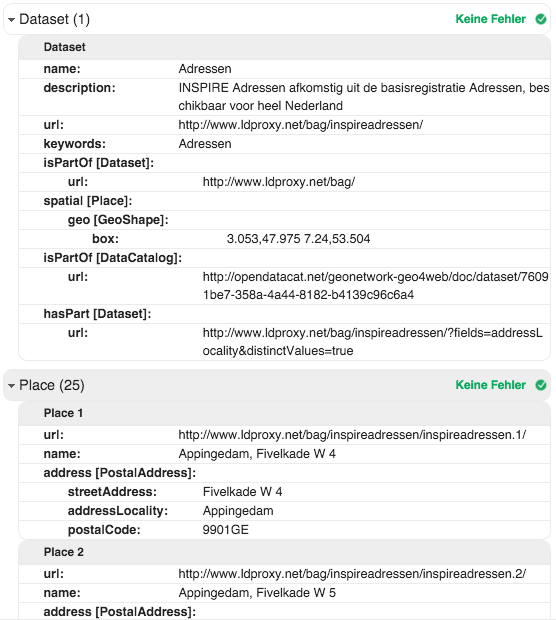 Dataset (1) Keine Fehler
Dataset
name: Adressen
description: INSPIRE Adressen afkomstig uit de basisregistratie Adressen, bes
chikbaar voor heel Nederland
url: http://www.ldproxy.net/bag/inspireadressen/
keywords: Adressen
isPartOf [Dataset]:
url: http://www.ldproxy.net/bag/
spatial [Place]:
geo [GeoShape]:
box: 3.053,47.975 7.24,53.504
isPartOf [DataCatalog]:
url: http://opendatacat.net/geonetwork-geo4web/doc/dataset/7609
1be7-358a-4a44-8182-b4139c96c6a4
hasPart [Dataset]:
url: http://www.ldproxy.net/bag/inspireadressen/?fields=addressL
ocality&distinctValues=true
Place (25) Keine Fehler
Place 1
url: http://www.ldproxy.net/bag/inspireadressen/inspireadressen.1/
name: Appingedam, Fivelkade W 4
address [PostalAddress]:
streetAddress: Fivelkade W 4
addressLocality: Appingedam
postalCode: 9901GE
Place 2
url: http://www.ldproxy.net/bag/inspireadressen/inspireadressen.2/
name: Appingedam, Fivelkade W 5
address [PostalAddress]: